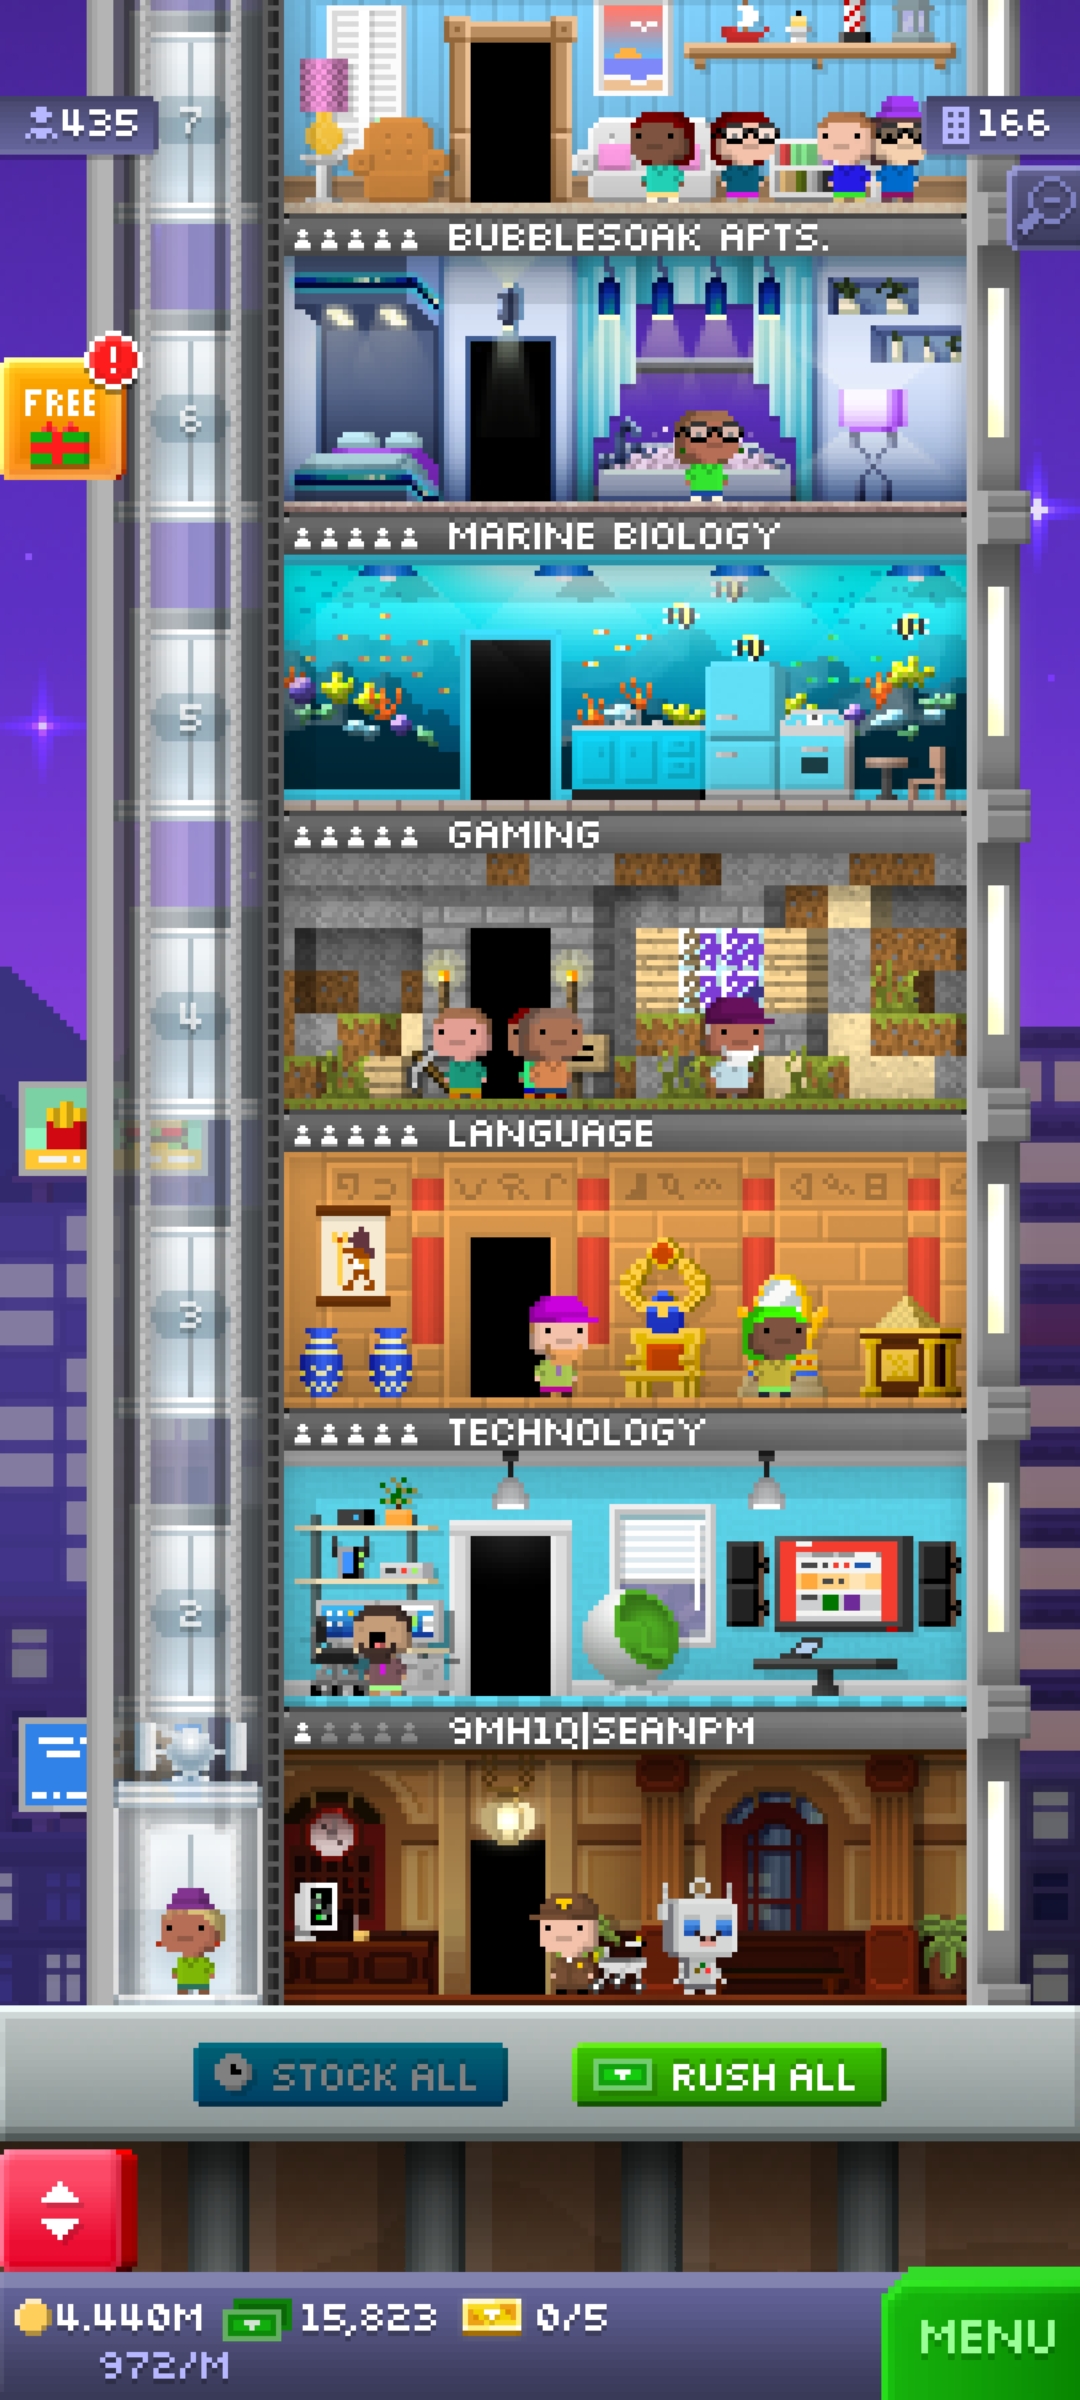 7
435
166
BUBBLESOAK APTS.
FREE
!
6
MARINE BIOLOGY
5
GAMING
4
LANGUAGE
3
TECHNOLOGY
2
9MH1Q|SEANPM
STOCK ALL
RUSH ALL
4.440M
15,823
0/5
972/M
MENU